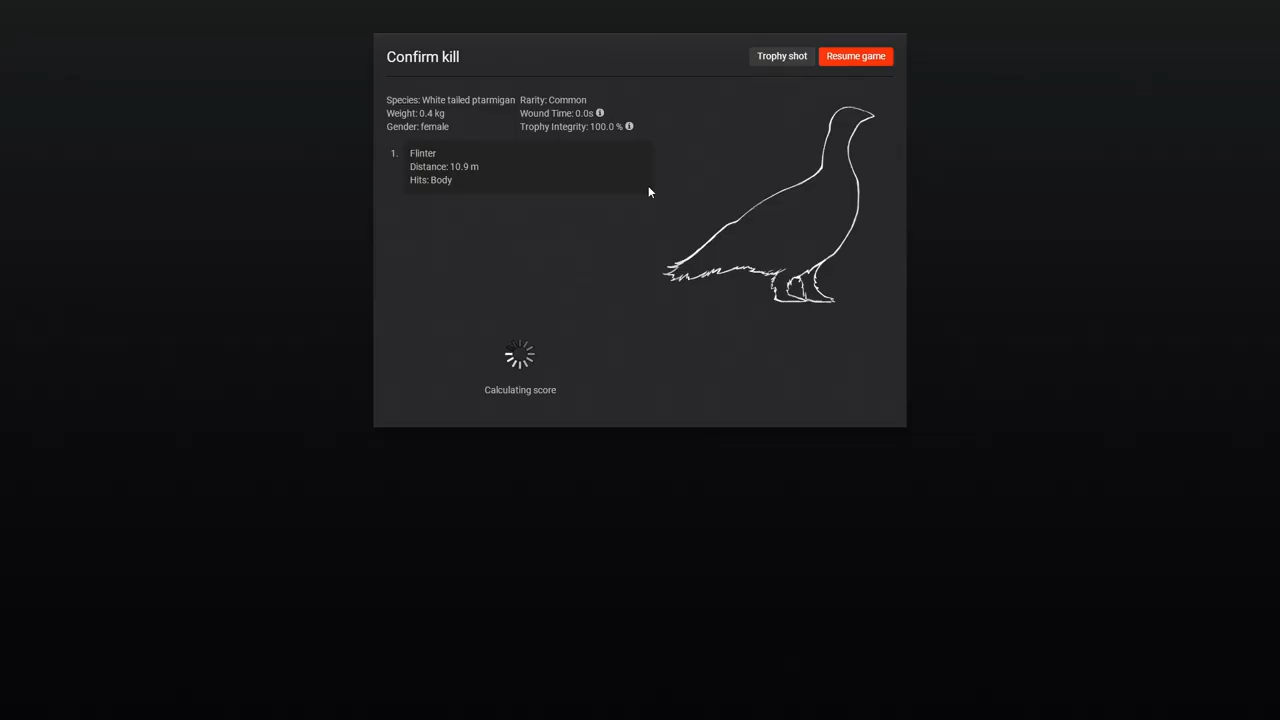 Confirm kill
Trophy shot
Resume game
Species: White tailed ptarmigan
Rarity: Common
Weight: 0.4 kg
Wound Time: 0.0s
Gender: female
Trophy Integrity: 100.0 %
1. Flinter
Distance: 10.9 m
Hits: Body
Calculating score